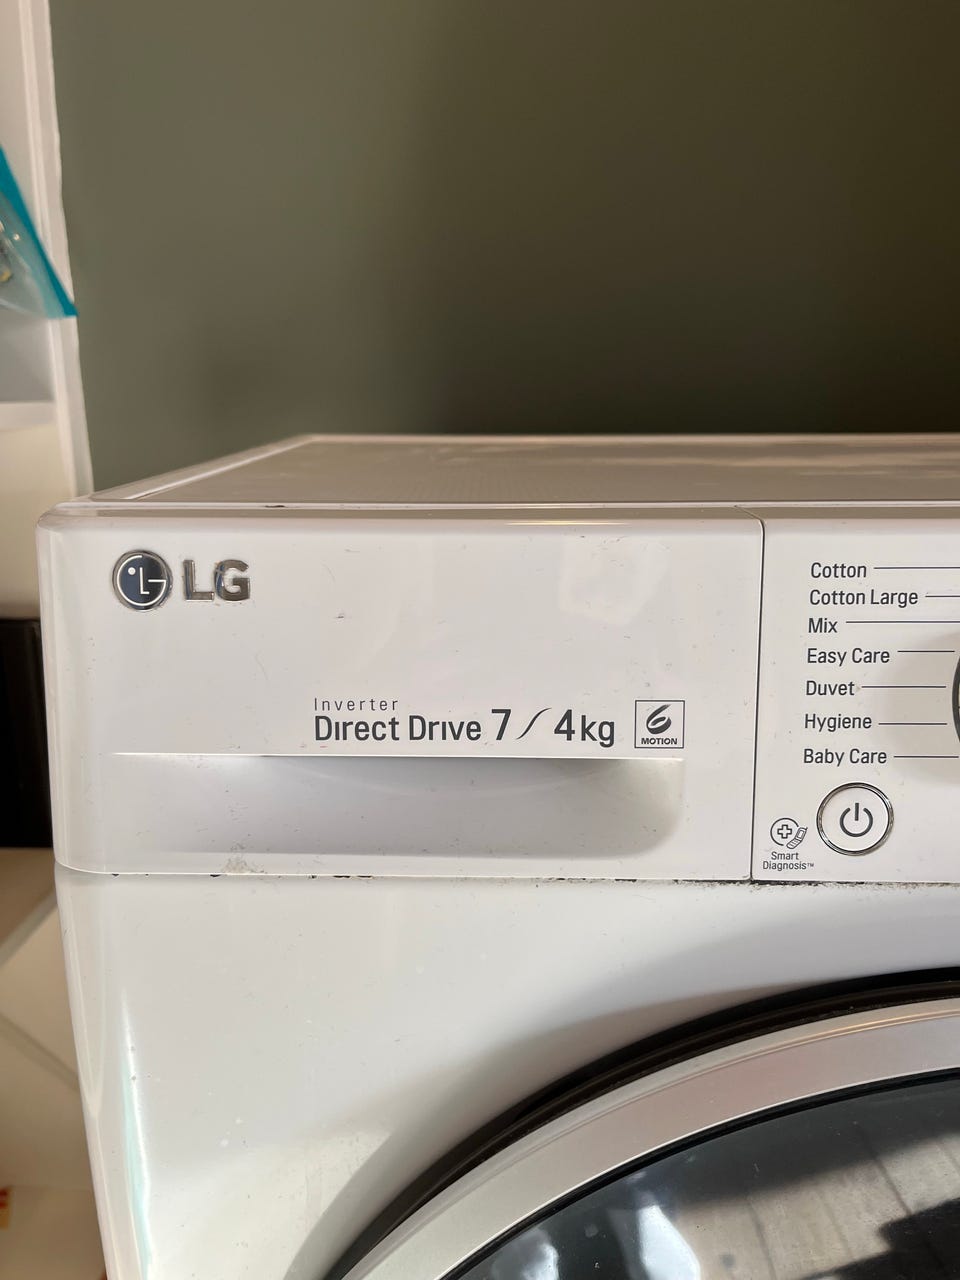 LG
Inverter
Direct Drive 7/4kg
6
MOTION
Cotton
Cotton Large
Mix
Easy Care
Duvet
Hygiene
Baby Care
Smart
Diagnosis™